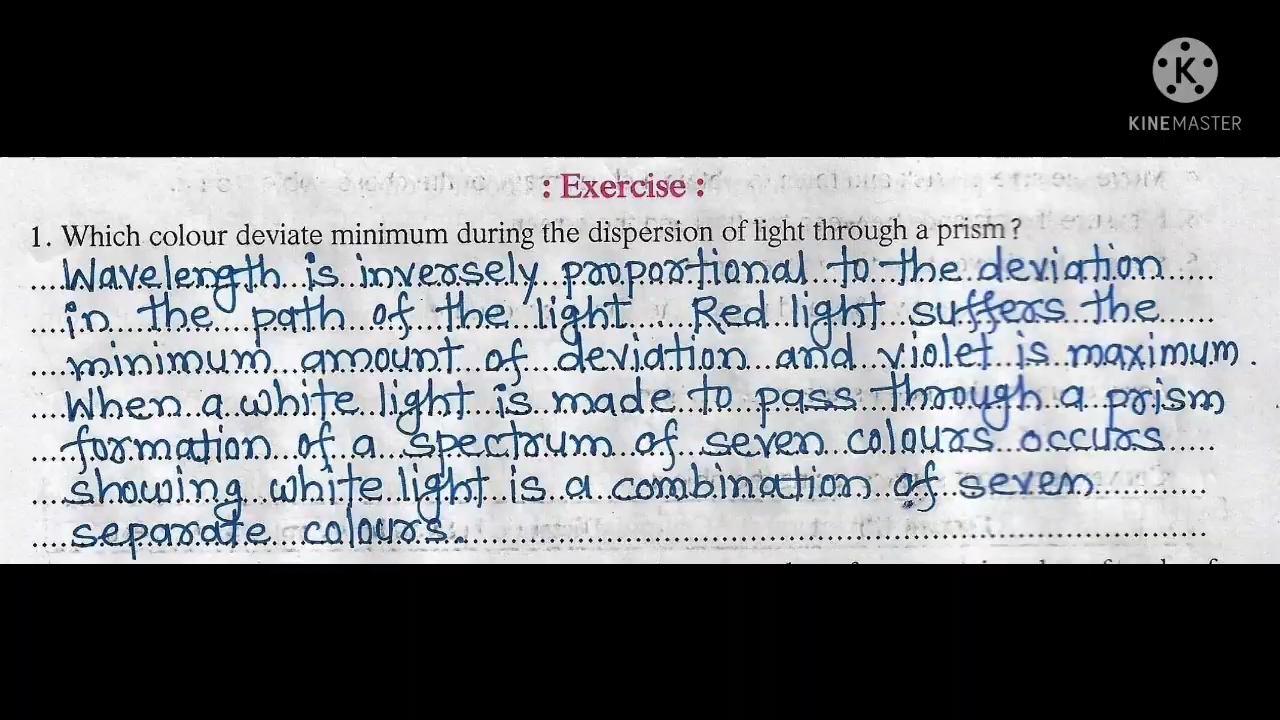 KINEMASTER
: Exercise :
1. Which colour deviate minimum during the dispersion of light through a prism?
Wavelength is inversely proportional to the deviation
in the path of the light. Red light suffers the
minimum amount of deviation and violet is maximum.
When a white light is made to pass through a prism
formation of a spectrum of seven colours occurs
showing white light is a combination of seven
separate colours.